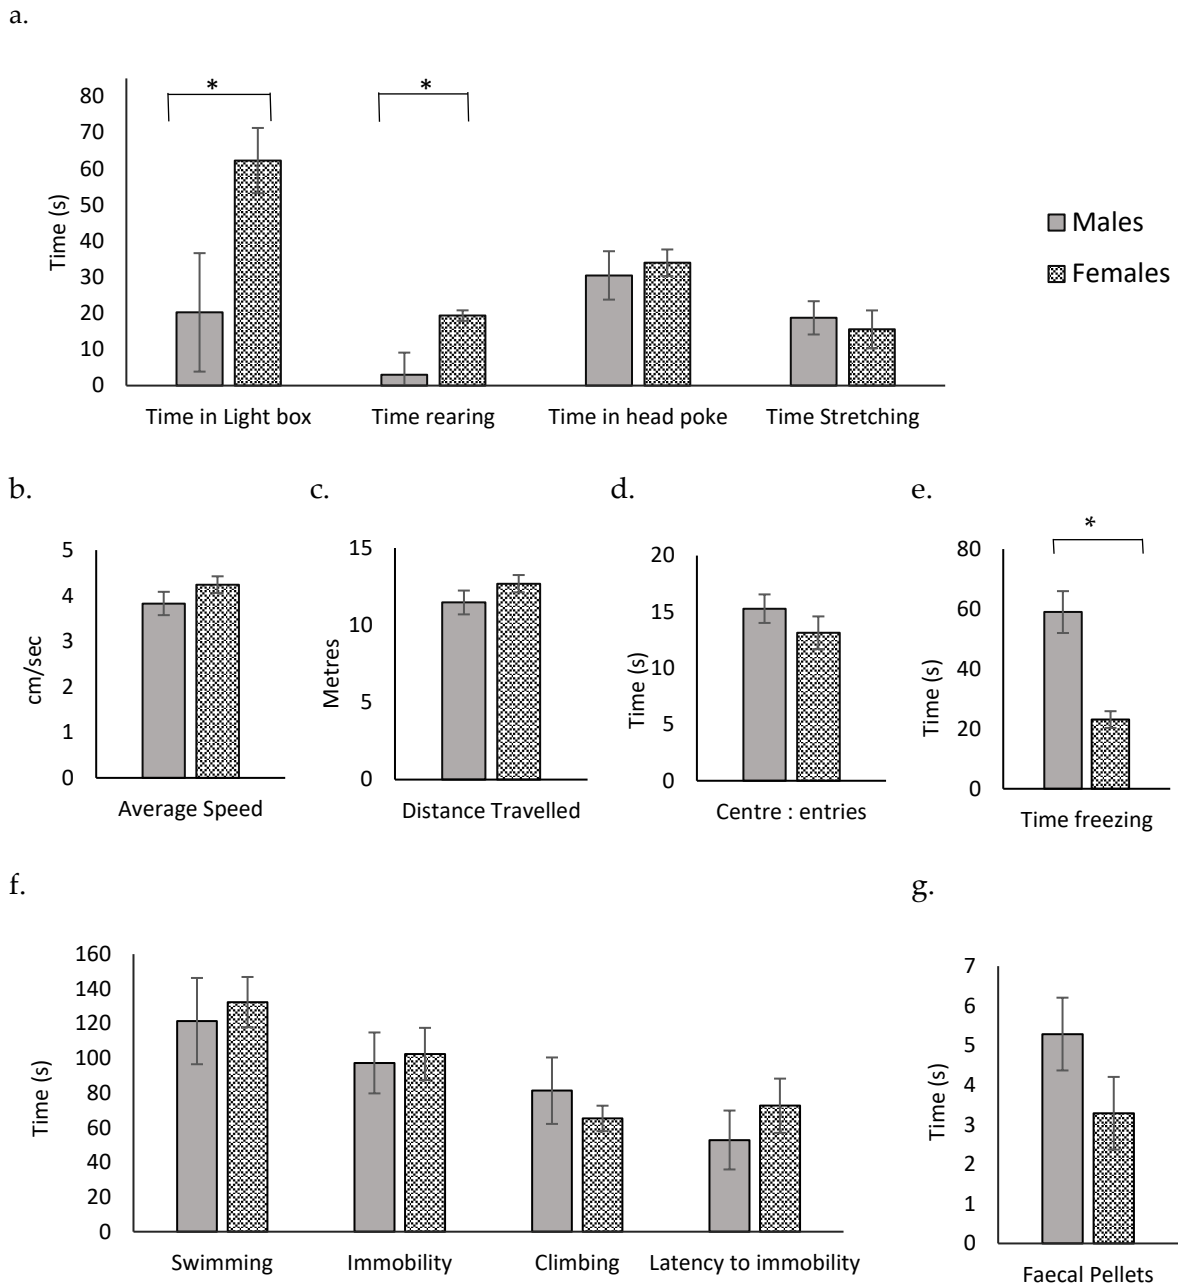 a.
*
*
80
70
60
50
40
30
20
10
0
Time (s)
Time in Light box
Time rearing
Time in head poke
Time Stretching
Males
Females
b.
5
4
3
2
1
0
cm/sec
Average Speed
c.
15
10
5
0
Metres
Distance Travelled
d.
20
15
10
5
0
Time (s)
Centre : entries
e.
*
80
60
40
20
0
Time (s)
Time freezing
f.
160
140
120
100
80
60
40
20
0
Time (s)
Swimming
Immobility
Climbing
Latency to immobility
g.
7
6
5
4
3
2
1
0
Time (s)
Faecal Pellets